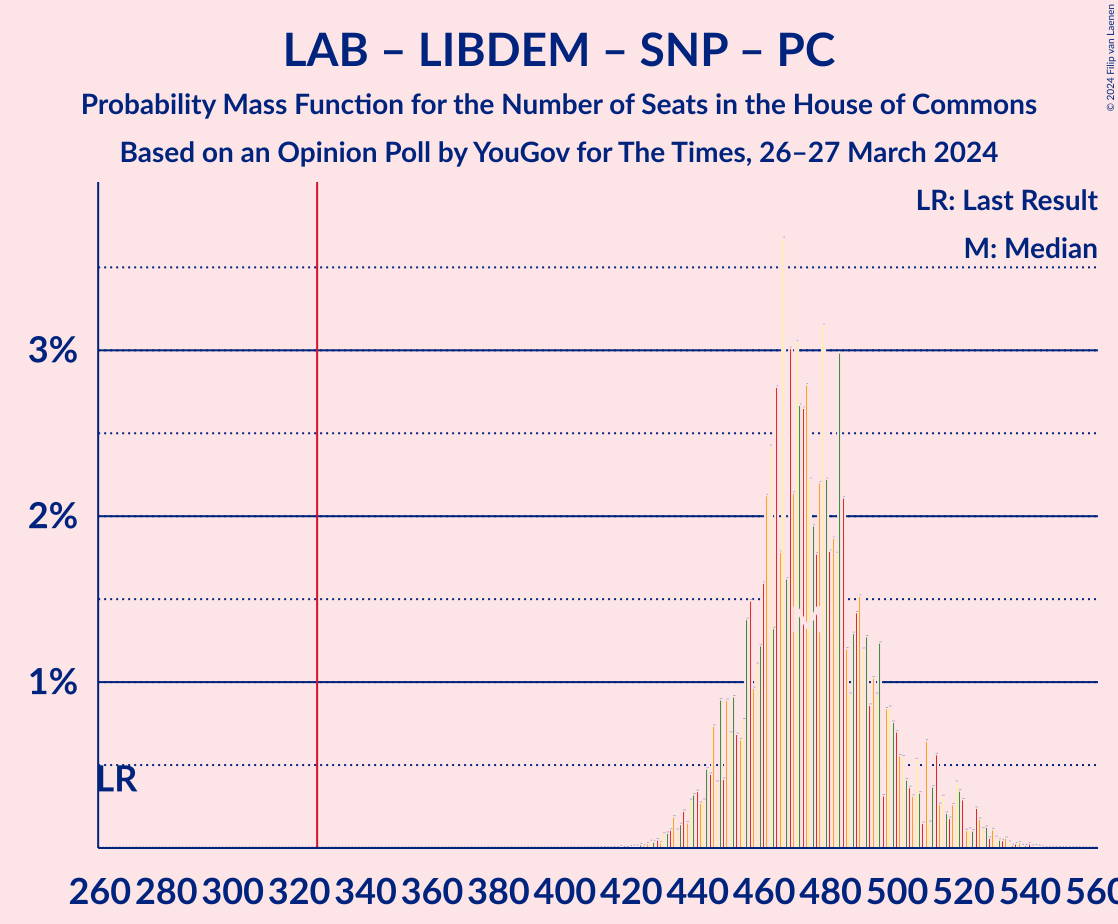 LAB – LIBDEM – SNP – PC
Probability Mass Function for the Number of Seats in the House of Commons
Based on an Opinion Poll by YouGov for The Times, 26–27 March 2024
© 2024 Filip van Laenen
LR: Last Result
M: Median
3%
2%
1%
LR
260 280 300 320 340 360 380 400 420 440 460 480 500 520 540 560